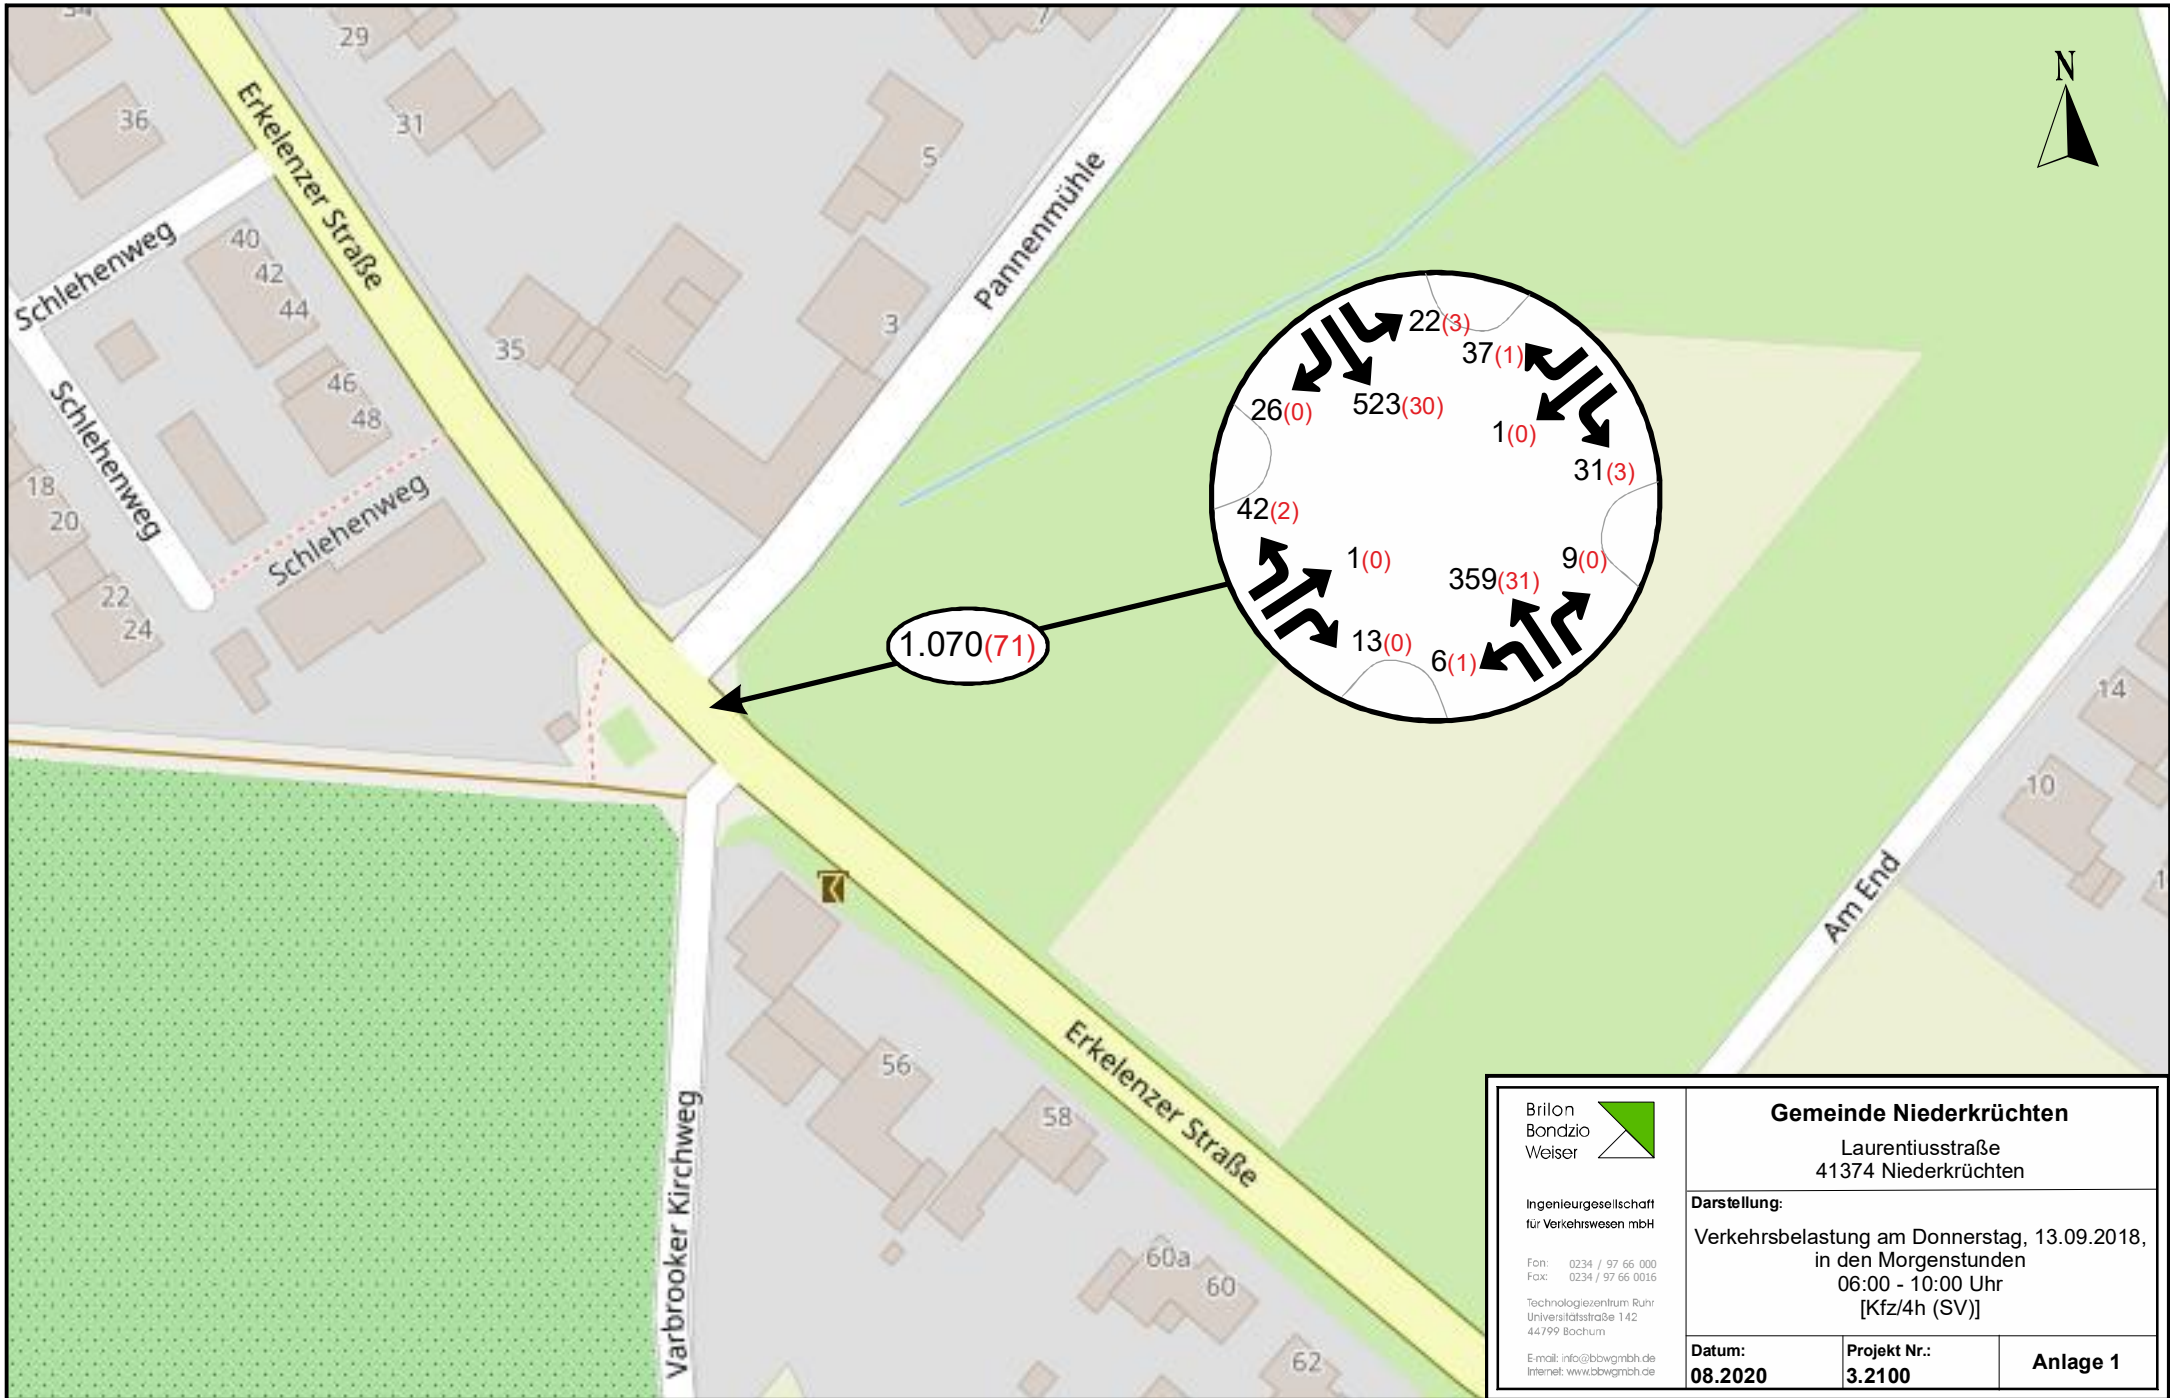 34
29
7
N
36
31
Erkelenzer Straße
5
Pannenmühle
Schlehenweg
40
42
44
3
35
46
48
Schlehenweg
18
20
Schlehenweg
22
24
22(3)
37(1)
26(0)
523(30)
1(0)
31(3)
42(2)
1(0)
359(31)
9(0)
13(0)
6(1)
1.070(71)
14
10
1
Am End
56
58
Erkelenzer Straße
Varbrooker Kirchweg
60a
60
62
Brilon
Bondzio
Weiser
Ingenieurgesellschaft
für Verkehrswesen mbH
Fon: 0234 / 97 66 000
Fax: 0234 / 97 66 0016
Technologiezentrum Ruhr
Universitätsstraße 142
44799 Bochum
E-mail: info@bbwgmbh.de
Internet: www.bbwgmbh.de
Gemeinde Niederkrüchten
Laurentiusstraße
41374 Niederkrüchten
Darstellung:
Verkehrsbelastung am Donnerstag, 13.09.2018,
in den Morgenstunden
06:00 - 10:00 Uhr
[Kfz/4h (SV)]
Datum:
08.2020
Projekt Nr.:
3.2100
Anlage 1